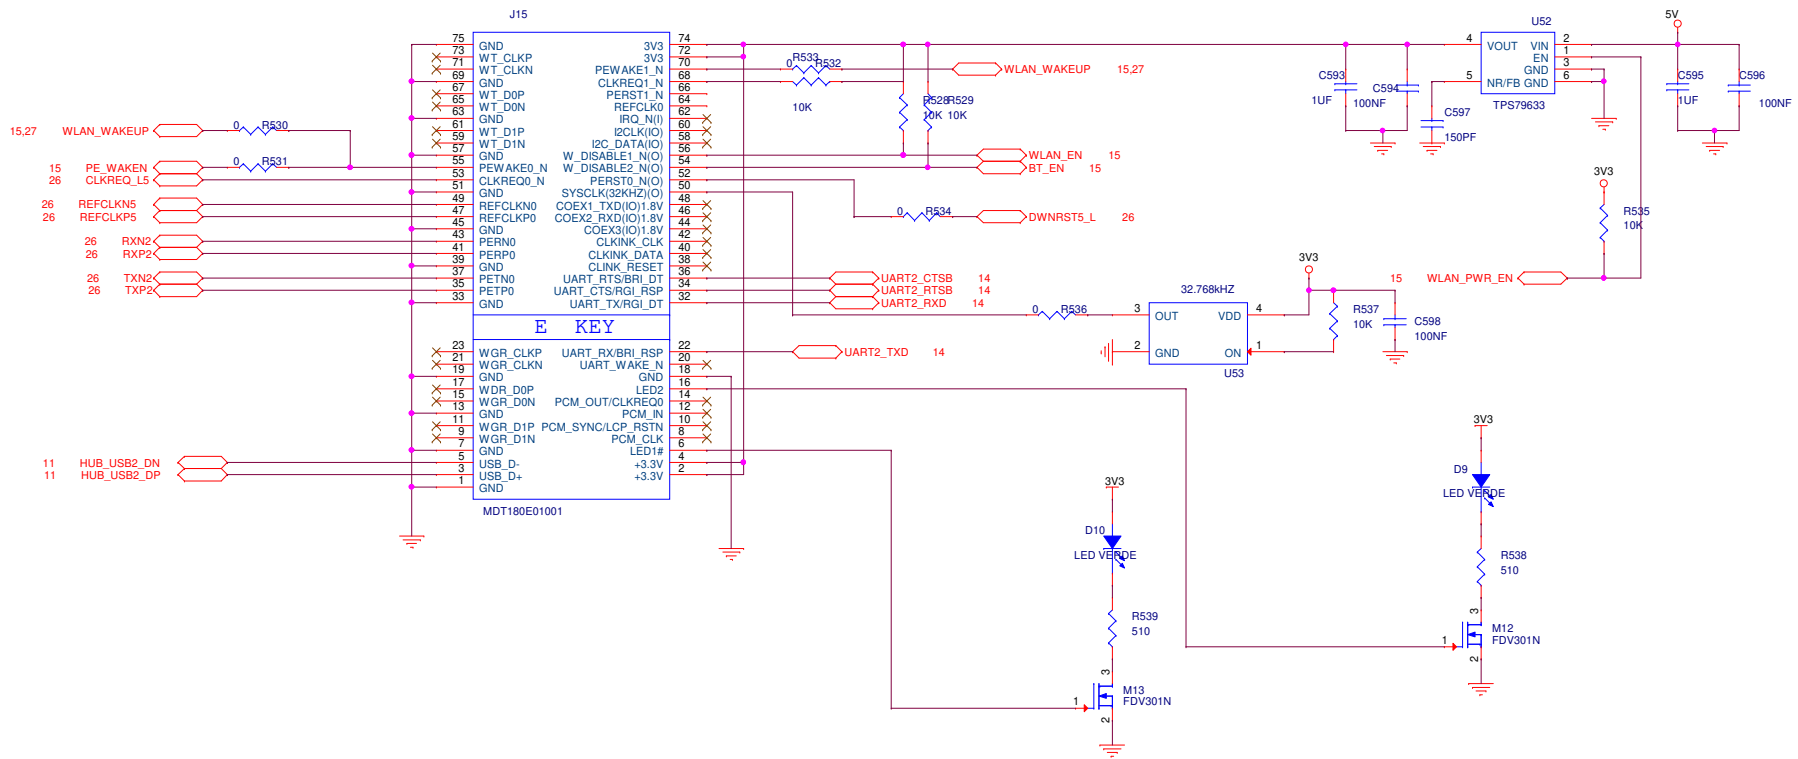 J15
75 GND 3V3 74
73 WT_CLKP 3V3 72
71 WT_CLKN PEWAKE1_N 70
69 GND CLKREQ1_N 68
67 WT_D0P PERST1_N 66
65 WT_D0N REFCLK0 64
63 GND IRQ_N(I) 62
61 WT_D1P I2CLK(IO) 60
59 WT_D1N I2C_DATA(IO) 58
57 GND W_DISABLE1_N(O) 56
55 PEWAKE0_N W_DISABLE2_N(O) 54
53 CLKREQ0_N PERST0_N(O) 52
51 GND SYSCLK(32KHZ)(O) 50
49 REFCLKN0 COEX1_TXD(IO)1.8V 48
47 REFCLKP0 COEX2_RXD(IO)1.8V 46
45 GND COEX3(IO)1.8V 44
43 PERN0 CLKINK_CLK 42
41 PERP0 CLKINK_DATA 40
39 GND CLINK_RESET 38
37 PETN0 UART_RTS/BRI_DT 36
35 PETP0 UART_CTS/RGI_RSP 34
33 GND UART_TX/RGI_DT 32
E KEY
23 WGR_CLKP UART_RX/BRI_RSP 22
21 WGR_CLKN UART_WAKE_N 20
19 GND GND 18
17 WDR_D0P LED2 16
15 WGR_D0N PCM_OUT/CLKREQ0 14
13 GND PCM_IN 12
11 WGR_D1P PCM_SYNC/LCP_RSTN 10
9 WGR_D1N PCM_CLK 8
7 GND LED1# 6
5 USB_D- +3.3V 4
3 USB_D+ +3.3V 2
1 GND
MDT180E01001
15,27 WLAN_WAKEUP 0 R530
15 PE_WAKEN 0 R531
26 CLKREQ_L5
26 REFCLKN5
26 REFCLKP5
26 RXN2
26 RXP2
26 TXN2
26 TXP2
11 HUB_USB2_DN
11 HUB_USB2_DP
R533
0 R532
10K
WLAN_WAKEUP 15,27
R528 R529
10K 10K
WLAN_EN 15
BT_EN 15
0 R534 DWNRST5_L 26
UART2_CTSB 14
UART2_RTSB 14
UART2_RXD 14
UART2_TXD 14
0 R536
32.768kHZ
3 OUT VDD 4
2 GND ON 1
U53
3V3
R537
10K
C598
100NF
C593
1UF
C594
100NF
C597
150PF
U52
4 VOUT VIN 2
EN 1
GND 3
5 NR/FB GND 6
TPS79633
5V
C595
1UF
C596
100NF
3V3
R535
10K
15 WLAN_PWR_EN
3V3
D10
LED VERDE
R539
510
3
1
2
M13
FDV301N
3V3
D9
LED VERDE
R538
510
3
1
2
M12
FDV301N